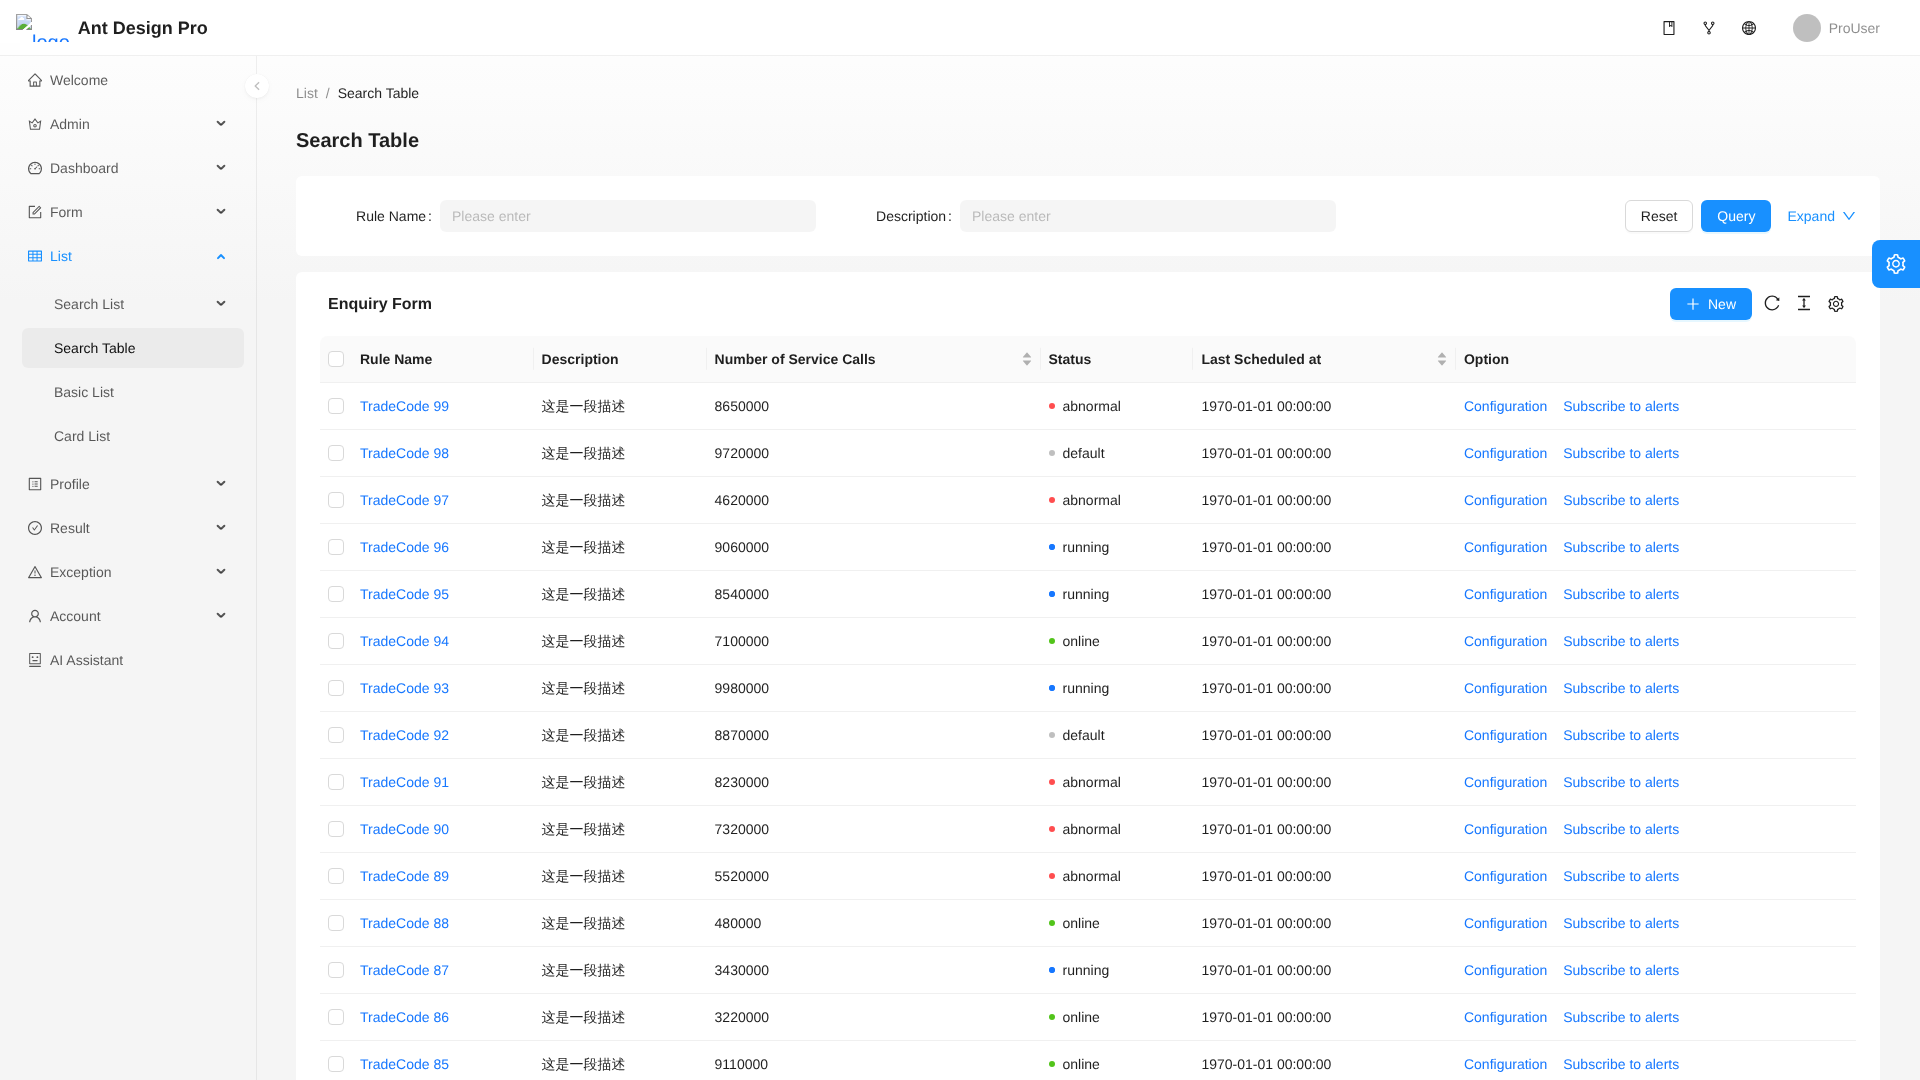 logo Ant Design Pro ProUser
Welcome
Admin
Dashboard
Form
List
Search List
Search Table
Basic List
Card List
Profile
Result
Exception
Account
AI Assistant
List / Search Table
Search Table
Rule Name : Please enter Description : Please enter Reset Query Expand
Enquiry Form New
Rule Name Description Number of Service Calls Status Last Scheduled at Option
TradeCode 99 这是一段描述 8650000 abnormal 1970-01-01 00:00:00 Configuration Subscribe to alerts
TradeCode 98 这是一段描述 9720000 default 1970-01-01 00:00:00 Configuration Subscribe to alerts
TradeCode 97 这是一段描述 4620000 abnormal 1970-01-01 00:00:00 Configuration Subscribe to alerts
TradeCode 96 这是一段描述 9060000 running 1970-01-01 00:00:00 Configuration Subscribe to alerts
TradeCode 95 这是一段描述 8540000 running 1970-01-01 00:00:00 Configuration Subscribe to alerts
TradeCode 94 这是一段描述 7100000 online 1970-01-01 00:00:00 Configuration Subscribe to alerts
TradeCode 93 这是一段描述 9980000 running 1970-01-01 00:00:00 Configuration Subscribe to alerts
TradeCode 92 这是一段描述 8870000 default 1970-01-01 00:00:00 Configuration Subscribe to alerts
TradeCode 91 这是一段描述 8230000 abnormal 1970-01-01 00:00:00 Configuration Subscribe to alerts
TradeCode 90 这是一段描述 7320000 abnormal 1970-01-01 00:00:00 Configuration Subscribe to alerts
TradeCode 89 这是一段描述 5520000 abnormal 1970-01-01 00:00:00 Configuration Subscribe to alerts
TradeCode 88 这是一段描述 480000 online 1970-01-01 00:00:00 Configuration Subscribe to alerts
TradeCode 87 这是一段描述 3430000 running 1970-01-01 00:00:00 Configuration Subscribe to alerts
TradeCode 86 这是一段描述 3220000 online 1970-01-01 00:00:00 Configuration Subscribe to alerts
TradeCode 85 这是一段描述 9110000 online 1970-01-01 00:00:00 Configuration Subscribe to alerts